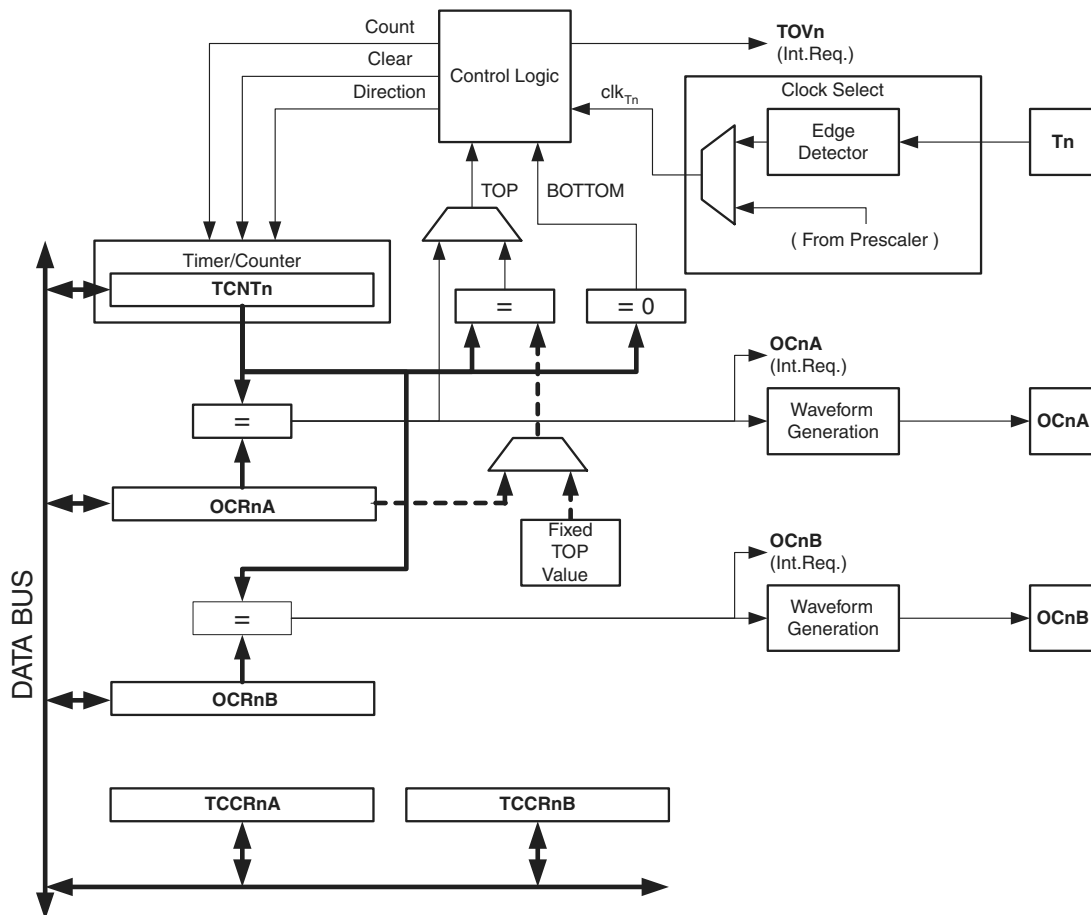 Count
Clear
Direction
Control Logic
TOVn
(Int.Req.)
clkTn
Clock Select
Edge
Detector
Tn
( From Prescaler )
TOP
BOTTOM
Timer/Counter
TCNTn
=
= 0
OCnA
(Int.Req.)
=
Waveform
Generation
OCnA
OCRnA
Fixed
TOP
Value
OCnB
(Int.Req.)
=
Waveform
Generation
OCnB
OCRnB
DATA BUS
TCCRnA
TCCRnB